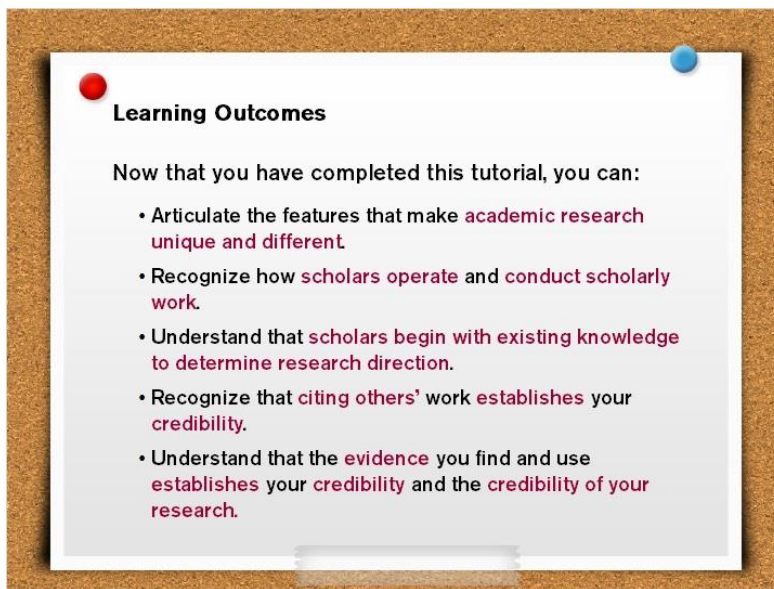 Learning Outcomes
Now that you have completed this tutorial, you can:
• Articulate the features that make academic research
unique and different.
• Recognize how scholars operate and conduct scholarly
work.
• Understand that scholars begin with existing knowledge
to determine research direction.
• Recognize that citing others’ work establishes your
credibility.
• Understand that the evidence you find and use
establishes your credibility and the credibility of your
research.